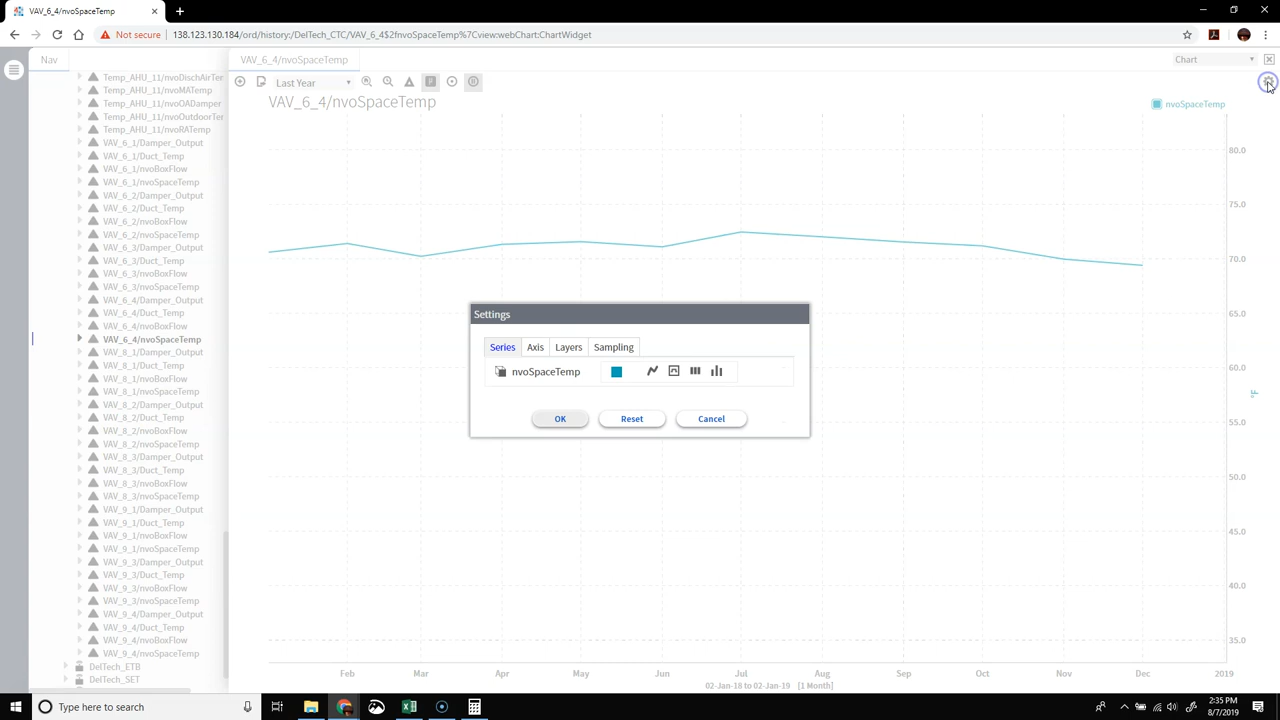 VAV_6_4/nvoSpaceTemp
Not secure
138.123.130.184/ord/history:/DelTech_CTC/VAV_6_4$2fnvoSpaceTemp%7Cview:webChart:ChartWidget
Nav
VAV_6_4/nvoSpaceTemp
Chart
Last Year
VAV_6_4/nvoSpaceTemp
nvoSpaceTemp
Temp_AHU_11/nvoDischAirTer
Temp_AHU_11/nvoMATemp
Temp_AHU_11/nvoOADamper
Temp_AHU_11/nvoOutdoorTer
Temp_AHU_11/nvoRATemp
VAV_6_1/Damper_Output
VAV_6_1/Duct_Temp
VAV_6_1/nvoBoxFlow
VAV_6_1/nvoSpaceTemp
VAV_6_2/Damper_Output
VAV_6_2/Duct_Temp
VAV_6_2/nvoBoxFlow
VAV_6_2/nvoSpaceTemp
VAV_6_3/Damper_Output
VAV_6_3/Duct_Temp
VAV_6_3/nvoBoxFlow
VAV_6_3/nvoSpaceTemp
VAV_6_4/Damper_Output
VAV_6_4/Duct_Temp
VAV_6_4/nvoBoxFlow
VAV_6_4/nvoSpaceTemp
VAV_8_1/Damper_Output
VAV_8_1/Duct_Temp
VAV_8_1/nvoBoxFlow
VAV_8_1/nvoSpaceTemp
VAV_8_2/Damper_Output
VAV_8_2/Duct_Temp
VAV_8_2/nvoBoxFlow
VAV_8_2/nvoSpaceTemp
VAV_8_3/Damper_Output
VAV_8_3/Duct_Temp
VAV_8_3/nvoBoxFlow
VAV_8_3/nvoSpaceTemp
VAV_9_1/Damper_Output
VAV_9_1/Duct_Temp
VAV_9_1/nvoBoxFlow
VAV_9_1/nvoSpaceTemp
VAV_9_3/Damper_Output
VAV_9_3/Duct_Temp
VAV_9_3/nvoBoxFlow
VAV_9_3/nvoSpaceTemp
VAV_9_4/Damper_Output
VAV_9_4/Duct_Temp
VAV_9_4/nvoBoxFlow
VAV_9_4/nvoSpaceTemp
DelTech_ETB
DelTech_SET
80.0
75.0
70.0
65.0
60.0
55.0
50.0
45.0
40.0
35.0
°F
Settings
Series Axis Layers Sampling
nvoSpaceTemp
OK Reset Cancel
Feb Mar Apr May Jun Jul Aug Sep Oct Nov Dec 2019
02-Jan-18 to 02-Jan-19 [1 Month]
Type here to search
2:35 PM
8/7/2019